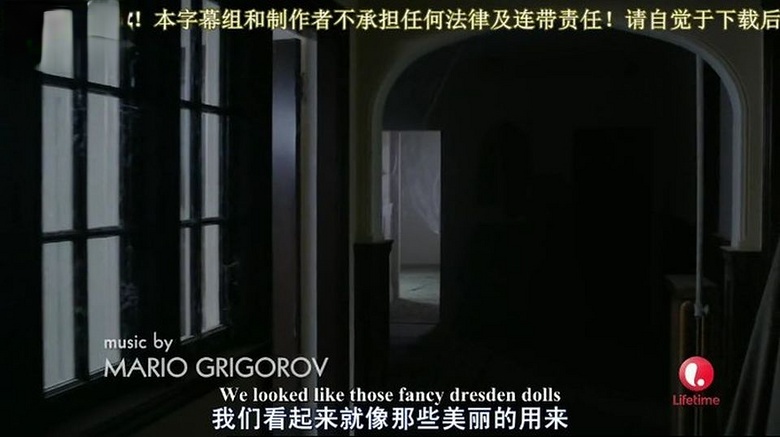 ！本字幕组和制作者不承担任何法律及连带责任！请自觉于下载后
music by
MARIO GRIGOROV
We looked like those fancy dresden dolls
我们看起来就像那些美丽的用来
Lifetime